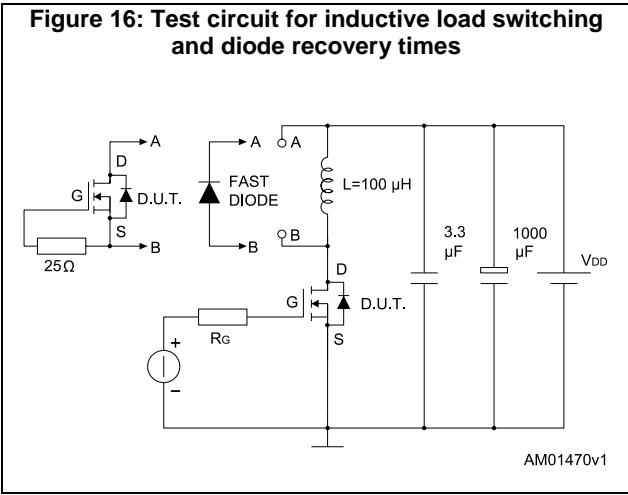 Figure 16: Test circuit for inductive load switching
and diode recovery times
A
D
G
D.U.T.
S
B
25Ω
A
FAST
DIODE
B
A
L=100 µH
B
D
G
D.U.T.
S
RG
+
−
3.3
µF
1000
µF
VDD
AM01470v1